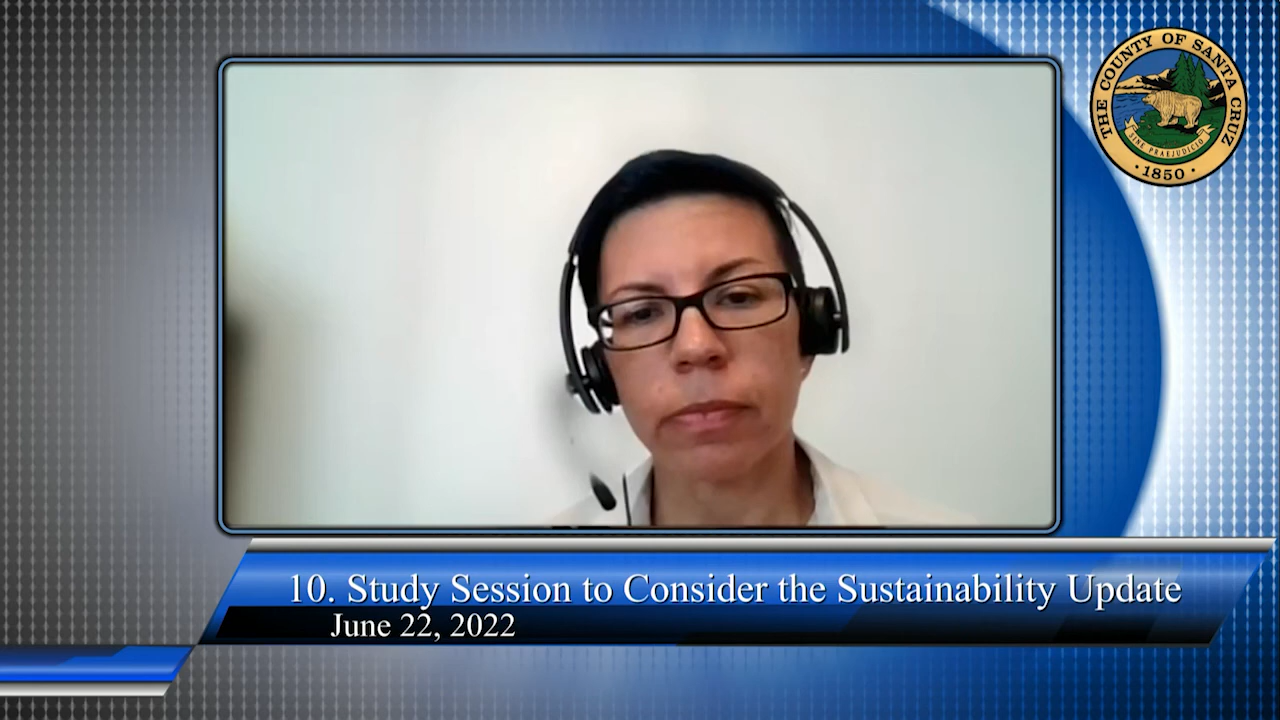 THE COUNTY OF SANTA CRUZ
SINE PRAEJUDICIO
· 1850 ·
10. Study Session to Consider the Sustainability Update
June 22, 2022